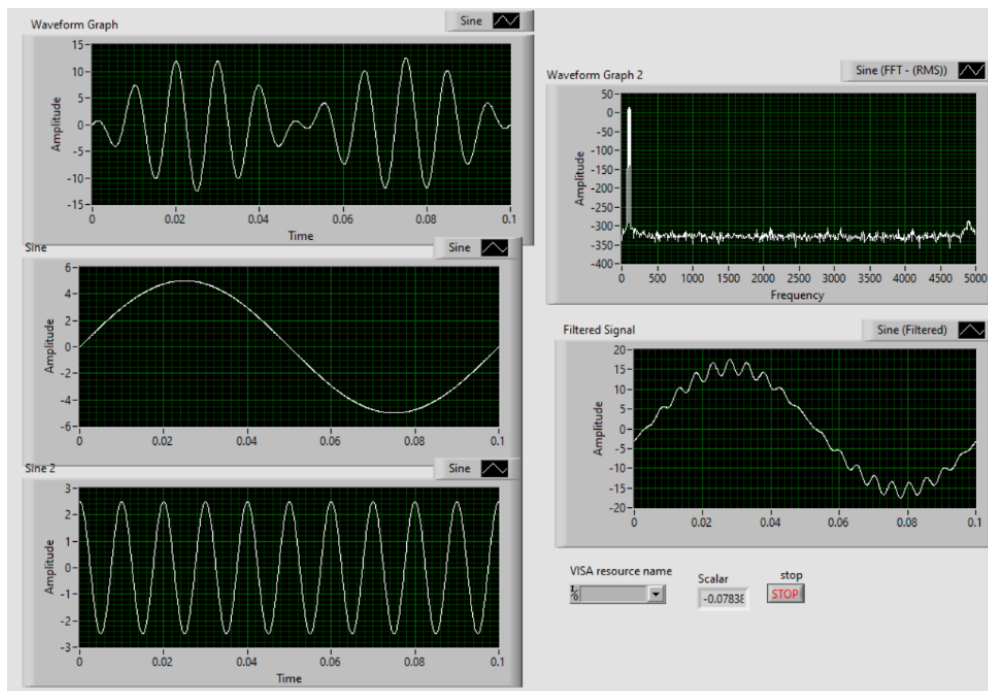 Waveform Graph
Sine
15-
10-
5-
0-
-5-
-10-
-15-
Amplitude
0 0.02 0.04 0.06 0.08 0.1
Time
Sine
Sine
6-
4-
2-
0-
-2-
-4-
-6-
Amplitude
0 0.02 0.04 0.06 0.08 0.1
Sine 2
Sine
3-
2-
1-
0-
-1-
-2-
-3-
Amplitude
0 0.02 0.04 0.06 0.08 0.1
Time
Waveform Graph 2
Sine (FFT - (RMS))
50-
0-
-50-
-100-
-150-
-200-
-250-
-300-
-350-
-400-
Amplitude
0 500 1000 1500 2000 2500 3000 3500 4000 4500 5000
Frequency
Filtered Signal
Sine (Filtered)
20-
15-
10-
5-
0-
-5-
-10-
-15-
-20-
Amplitude
0 0.02 0.04 0.06 0.08 0.1
VISA resource name
Scalar
-0.0783
stop
STOP